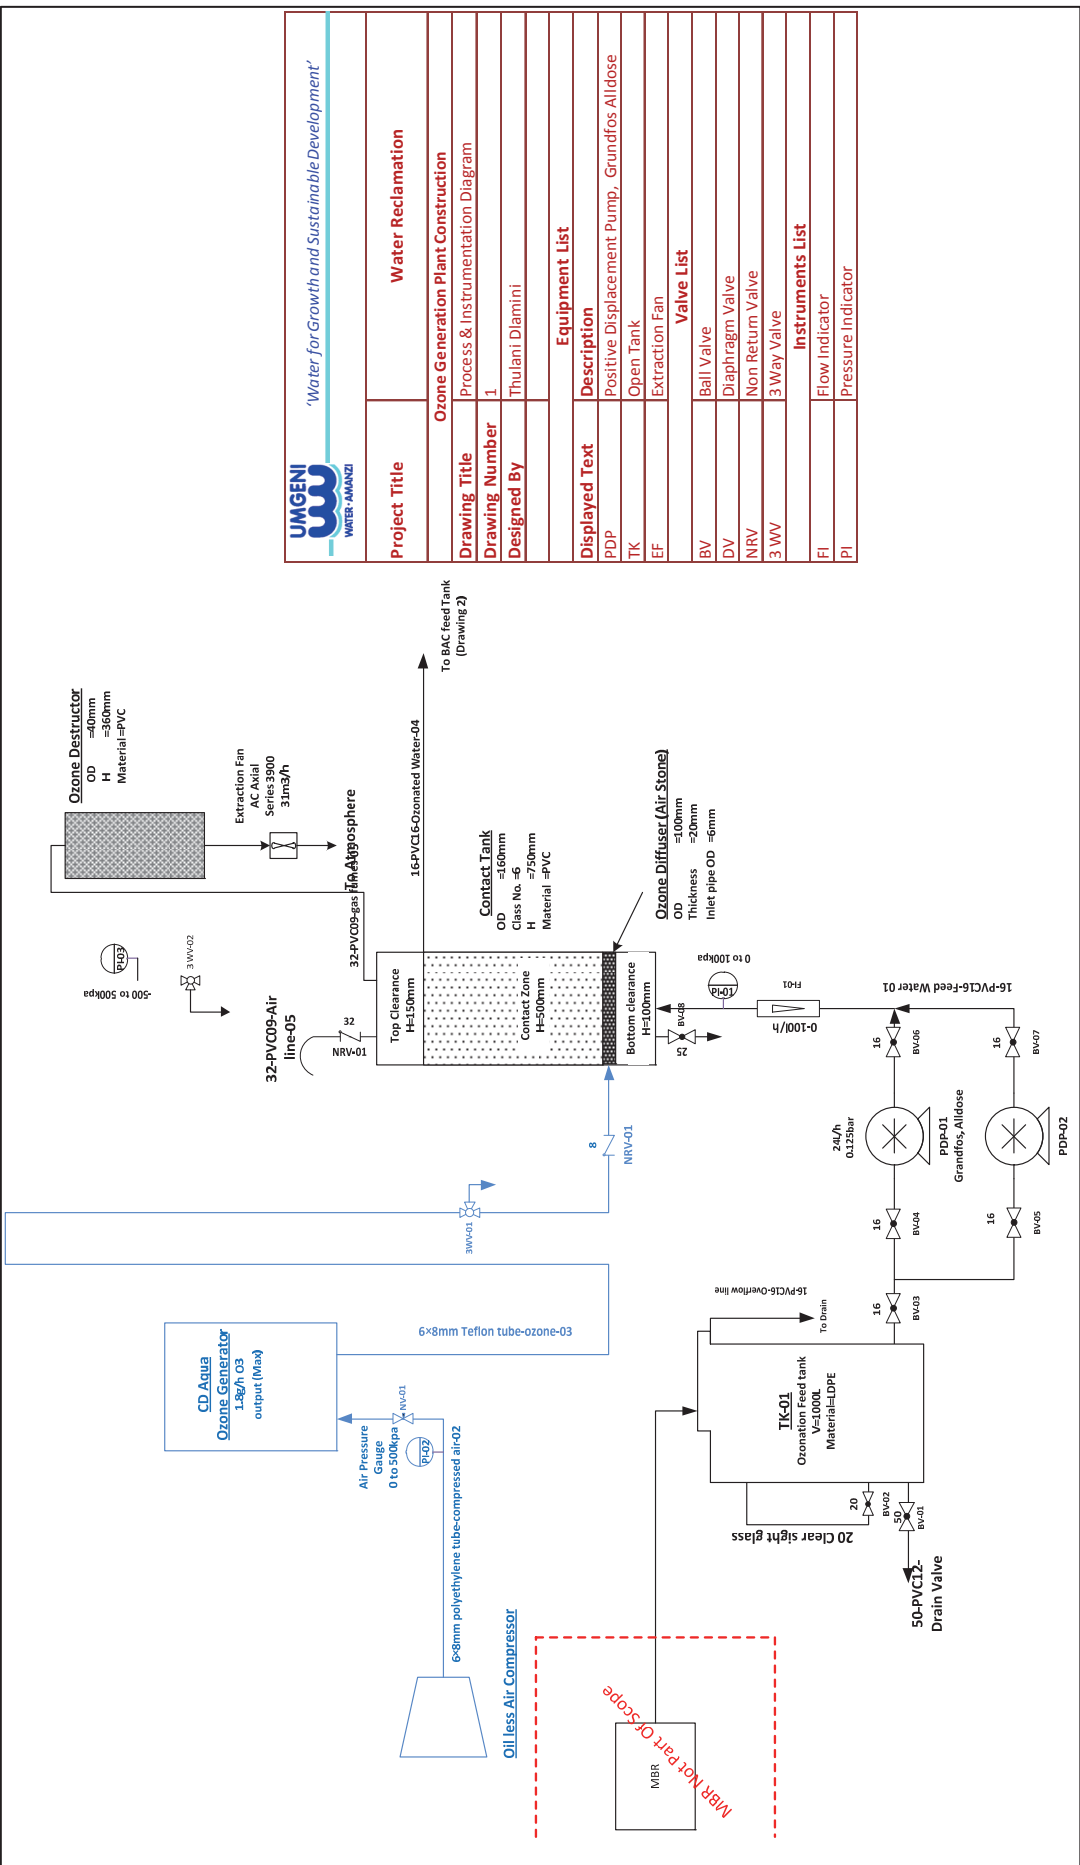 UMGENI
WATER·AMANZI
'Water for Growth and Sustainable Development'
Project Title
Water Reclamation
Ozone Generation Plant Construction
Drawing Title
Process & Instrumentation Diagram
Drawing Number
1
Designed By
Thulani Dlamini
Equipment List
Displayed Text
Description
PDP
Positive Displacement Pump, Grundfos Alldose
TK
Open Tank
EF
Extraction Fan
Valve List
BV
Ball Valve
DV
Diaphragm Valve
NRV
Non Return Valve
3 WV
3 Way Valve
Instruments List
FI
Flow Indicator
PI
Pressure Indicator
Ozone Destructor
OD =40mm
H =360mm
Material =PVC
Extraction Fan
AC Axial
Series 3900
31m3/h
To Atmosphere
32-PVC09-gas fumes-05
PI-03
-500 to 500kpa
3 WV-02
32-PVC09-Air
line-05
32
NRV-01
Top Clearance
H=150mm
Contact Zone
H=500mm
Bottom clearance
H=100mm
16-PVC16-Ozonated Water-04
To BAC feed Tank
(Drawing 2)
Contact Tank
OD =160mm
Class No. =6
H =750mm
Material =PVC
Ozone Diffuser (Air Stone)
OD =100mm
Thickness =20mm
Inlet pipe OD =6mm
8
NRV-01
3WV-01
CD Aqua
Ozone Generator
1.8g/h O3
output (Max)
6×8mm Teflon tube-ozone-03
Air Pressure
Gauge
0 to 500kpa
NV-01
PI-02
6×8mm polyethylene tube-compressed air-02
Oil less Air Compressor
25
BV-08
PI-01
0 to 100kpa
FI-01
0-100l/h
16-PVC16-Feed Water 01
16
BV-06
16
BV-07
24L/h
0.125bar
PDP-01
Grandfos, Alldose
PDP-02
16
BV-04
16
BV-05
16
BV-03
16-PVC16-Overflow line
To Drain
TK-01
Ozonation Feed tank
V=1000L
Material=LDPE
20
BV-02
50
BV-01
20 Clear sight glass
50-PVC12-
Drain Valve
MBR
MBR Not Part Of Scope